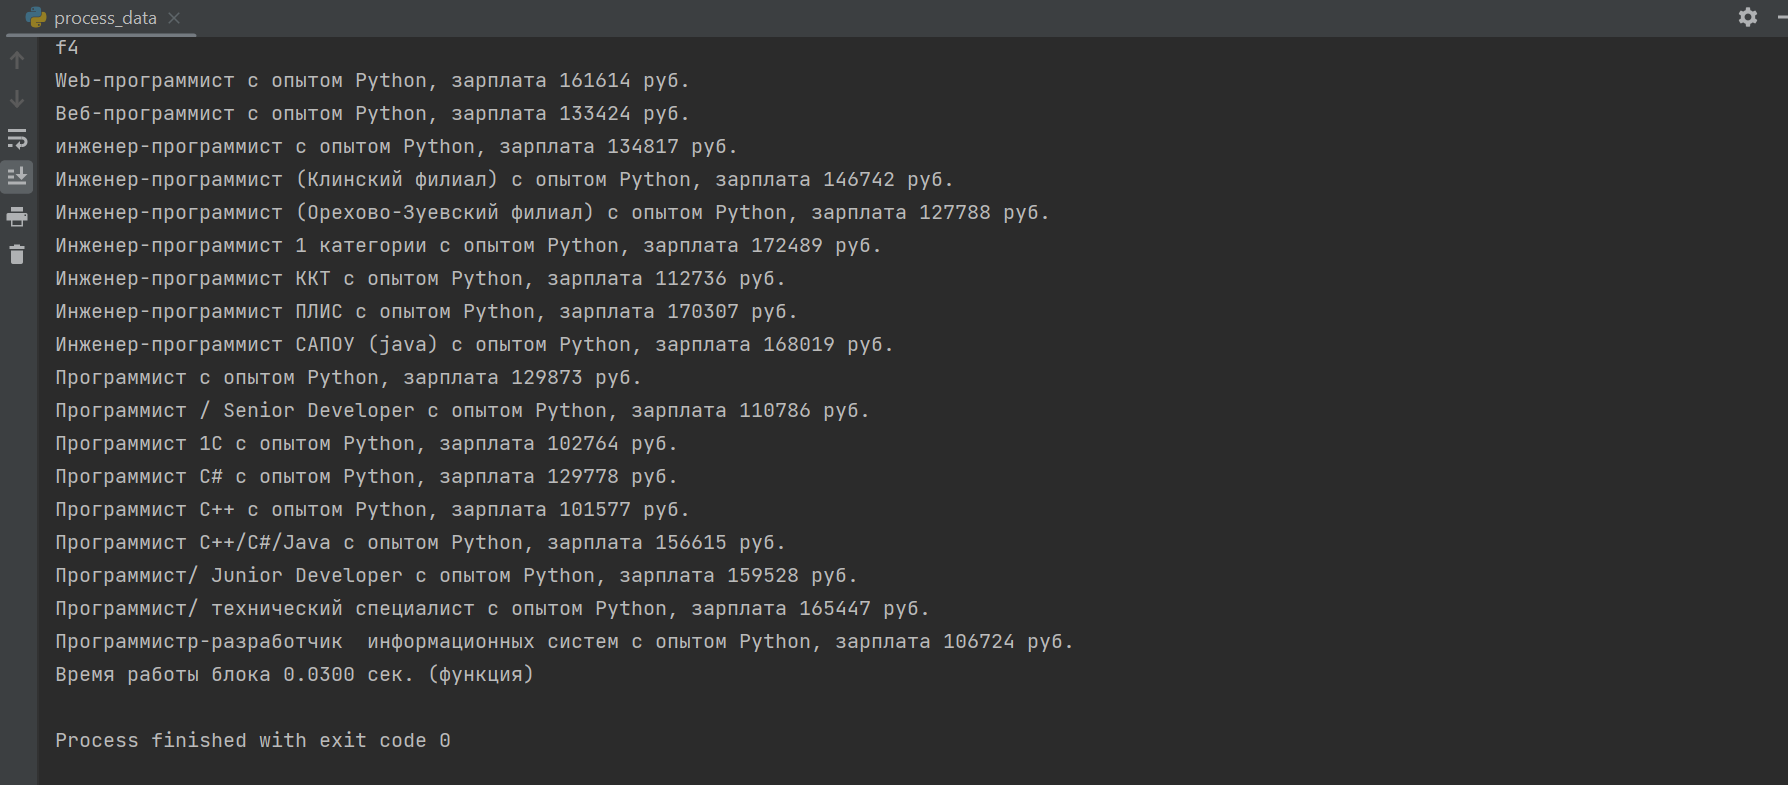 process_data
f4
Web-программист с опытом Python, зарплата 161614 руб.
Веб-программист с опытом Python, зарплата 133424 руб.
инженер-программист с опытом Python, зарплата 134817 руб.
Инженер-программист (Клинский филиал) с опытом Python, зарплата 146742 руб.
Инженер-программист (Орехово-Зуевский филиал) с опытом Python, зарплата 127788 руб.
Инженер-программист 1 категории с опытом Python, зарплата 172489 руб.
Инженер-программист ККТ с опытом Python, зарплата 112736 руб.
Инженер-программист ПЛИС с опытом Python, зарплата 170307 руб.
Инженер-программист САПОУ (java) с опытом Python, зарплата 168019 руб.
Программист с опытом Python, зарплата 129873 руб.
Программист / Senior Developer с опытом Python, зарплата 110786 руб.
Программист 1С с опытом Python, зарплата 102764 руб.
Программист C# с опытом Python, зарплата 129778 руб.
Программист C++ с опытом Python, зарплата 101577 руб.
Программист C++/C#/Java с опытом Python, зарплата 156615 руб.
Программист/ Junior Developer с опытом Python, зарплата 159528 руб.
Программист/ технический специалист с опытом Python, зарплата 165447 руб.
Программистр-разработчик  информационных систем с опытом Python, зарплата 106724 руб.
Время работы блока 0.0300 сек. (функция)
Process finished with exit code 0